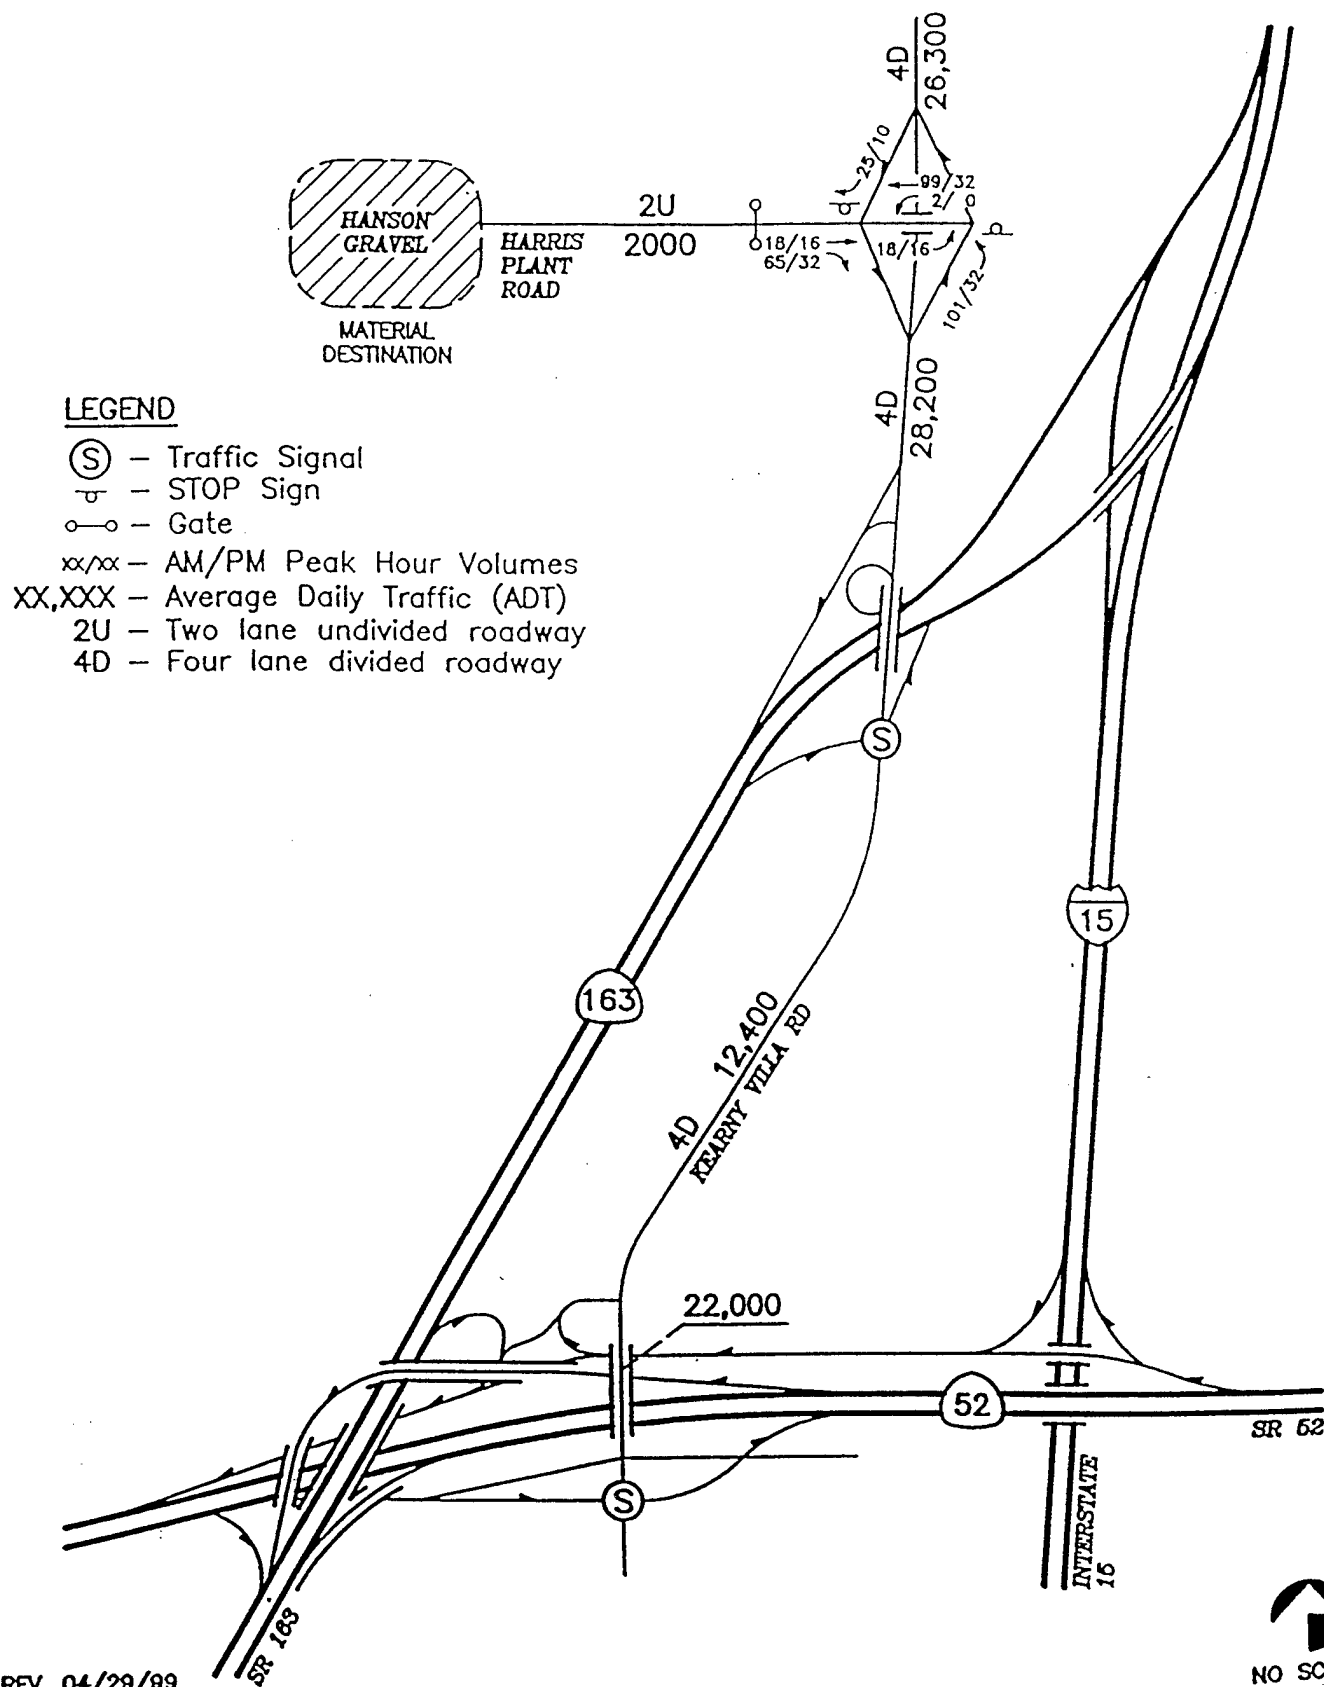 4D
26,300
25/10
99/32
2/0
2U
2000
HANSON
GRAVEL
HARRIS
PLANT
ROAD
18/16
65/32
18/16
101/32
MATERIAL
DESTINATION
4D
28,200
LEGEND
S – Traffic Signal
– STOP Sign
– Gate
xx/xx – AM/PM Peak Hour Volumes
XX,XXX – Average Daily Traffic (ADT)
2U – Two lane undivided roadway
4D – Four lane divided roadway
S
15
163
12,400
4D
KEARNY VILLA RD
22,000
52
SR 52
S
INTERSTATE
15
SR 163
NO SC